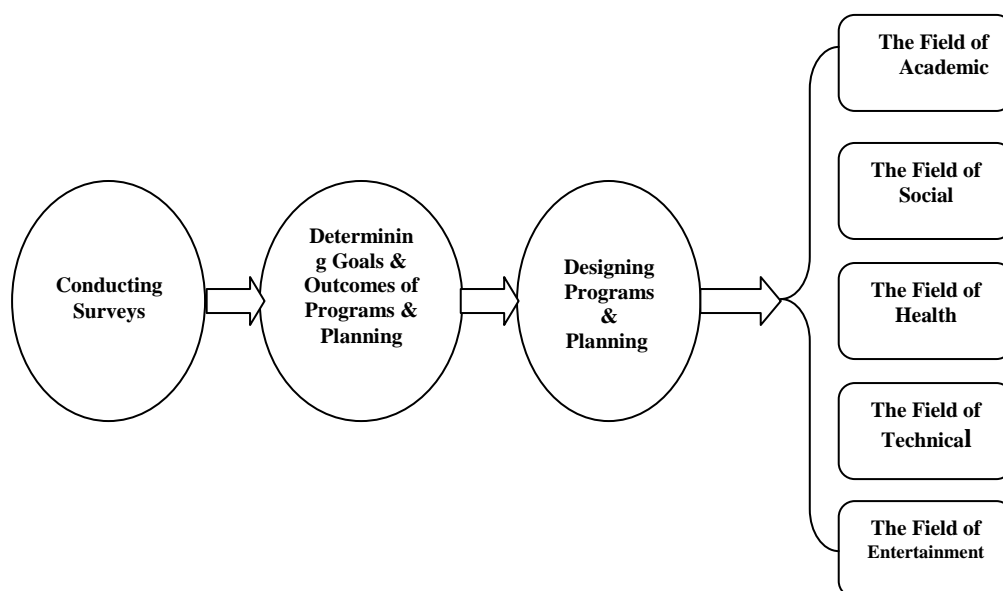 Conducting
Surveys
Determinin
g Goals &
Outcomes of
Programs &
Planning
Designing
Programs
&
Planning
The Field of
Academic
The Field of
Social
The Field of
Health
The Field of
Technical
The Field of
Entertainment